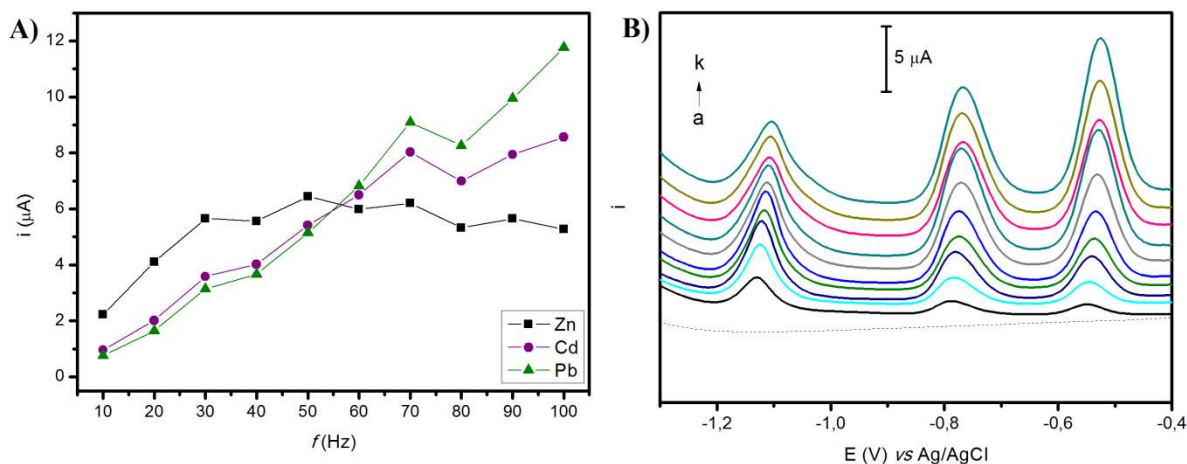 A)
i (μA)
12
10
8
6
4
2
0
Zn
Cd
Pb
10 20 30 40 50 60 70 80 90 100
f (Hz)
B)
k
a
5 μA
i
-1,2 -1,0 -0,8 -0,6 -0,4
E (V) vs Ag/AgCl